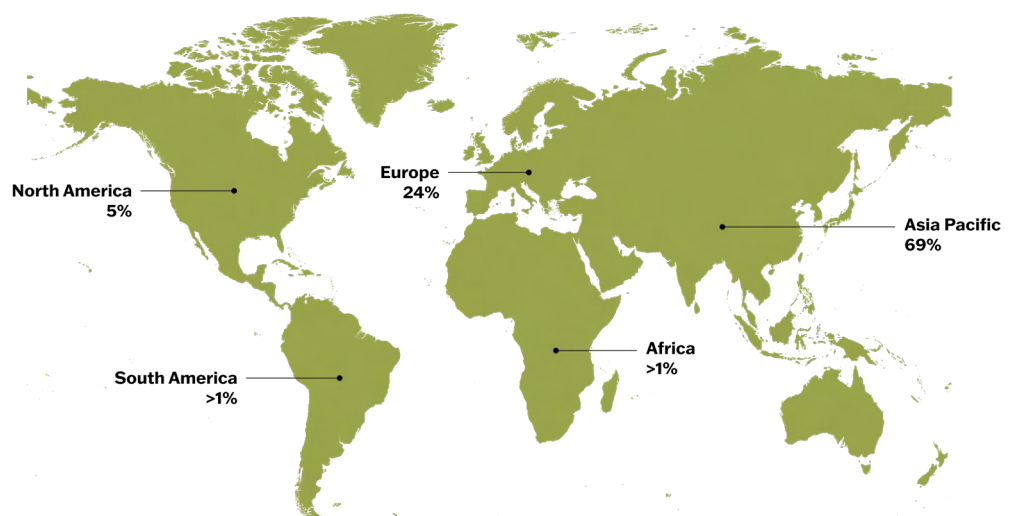 North America
5%
Europe
24%
Asia Pacific
69%
South America
>1%
Africa
>1%